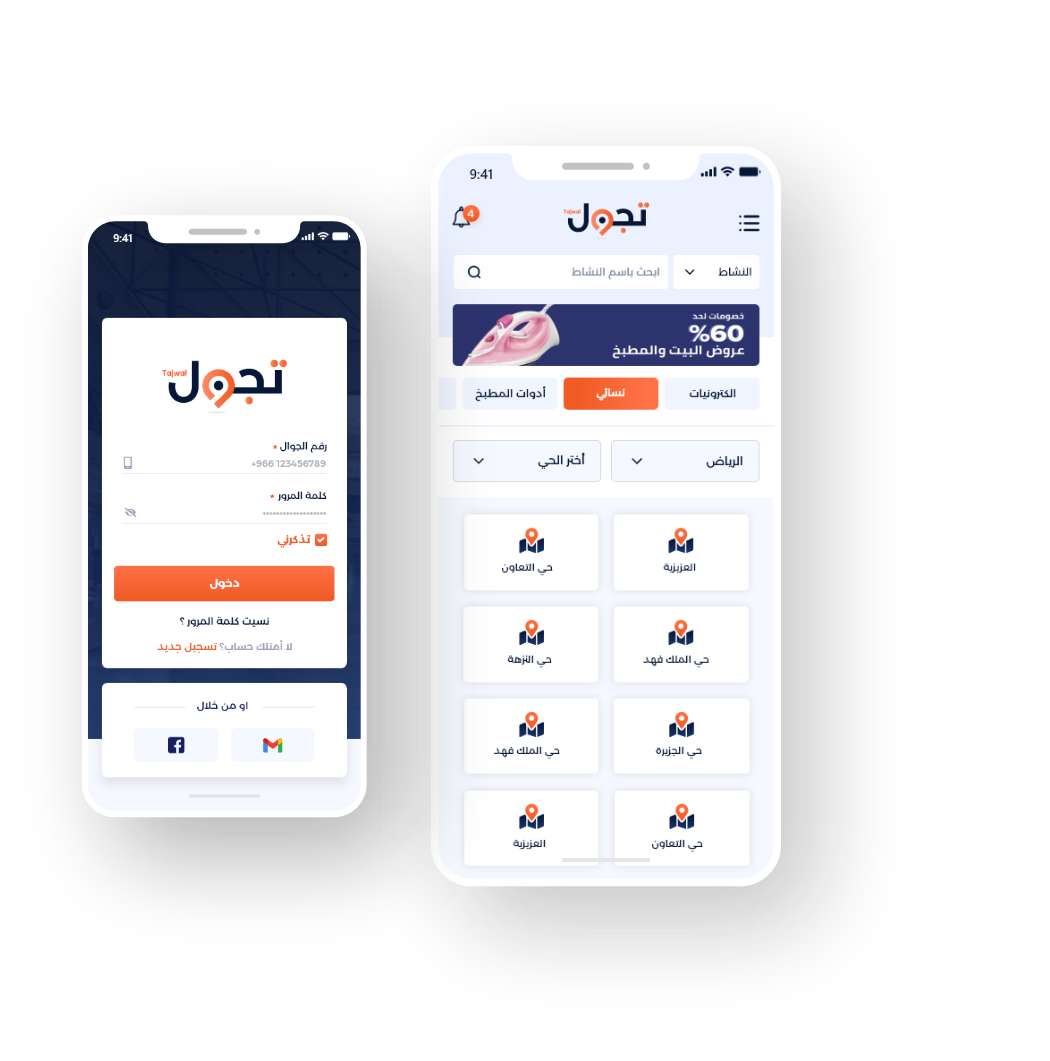 9:41
Tajwal
تجول
رقم الجوال *
+966 123456789
كلمة المرور *
تذكرني
دخول
نسيت كلمة المرور ؟
لا أمتلك حساب؟ تسجيل جديد
او من خلال
9:41
4
Tajwal
تجول
النشاط
ابحث باسم النشاط
خصومات لحد
%60
عروض البيت والمطبخ
الكترونيات
نسائي
أدوات المطبخ
الرياض
أختر الحي
العزيزية
حي التعاون
حي الملك فهد
حي النزهة
حي الجزيرة
حي الملك فهد
حي التعاون
العزيزية